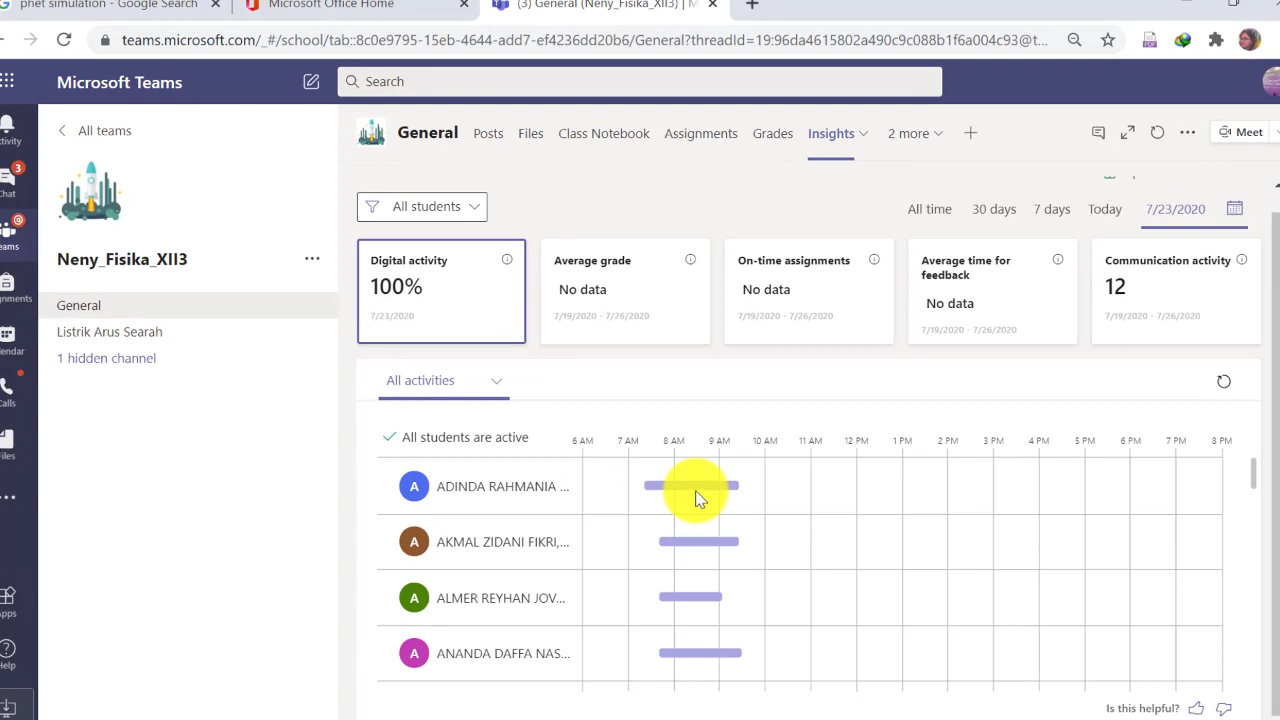 phet simulation - Google Search
Microsoft Office Home
(3) General (Neny_Fisika_XII3) | M
teams.microsoft.com/_#/school/tab::8c0e9795-15eb-4644-add7-ef4236dd20b6/General?threadId=19:96da4615802a490c9c088b1f6a004c93@t...
Microsoft Teams
Search
All teams
General
Posts
Files
Class Notebook
Assignments
Grades
Insights
2 more
Meet
Chat
3
Calls
Apps
Help
Neny_Fisika_XII3
General
Listrik Arus Searah
1 hidden channel
All students
All time
30 days
7 days
Today
7/23/2020
Digital activity
100%
7/23/2020
Average grade
No data
7/19/2020 - 7/26/2020
On-time assignments
No data
7/19/2020 - 7/26/2020
Average time for
feedback
No data
7/19/2020 - 7/26/2020
Communication activity
12
7/19/2020 - 7/26/2020
All activities
All students are active
6 AM 7 AM 8 AM 9 AM 10 AM 11 AM 12 PM 1 PM 2 PM 3 PM 4 PM 5 PM 6 PM 7 PM 8 PM
A ADINDA RAHMANIA ...
A AKMAL ZIDANI FIKRI,...
A ALMER REYHAN JOV...
A ANANDA DAFFA NAS...
Is this helpful?